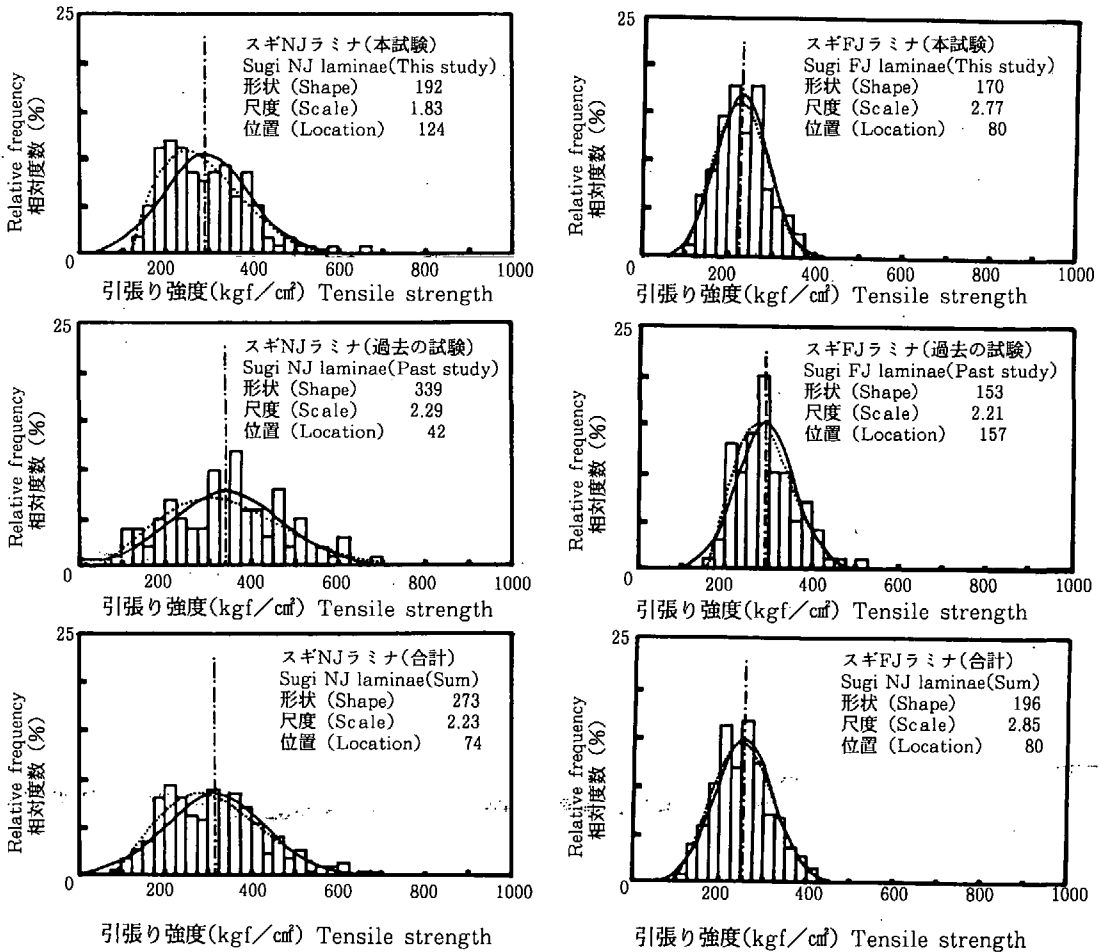 25
Relative frequency
相対度数 (%)
スギNJラミナ(本試験)
Sugi NJ laminae(This study)
形状 (Shape) 192
尺度 (Scale) 1.83
位置 (Location) 124
0 200 400 600 800 1000
引張り強度(kgf/c㎡) Tensile strength
25
Relative frequency
相対度数 (%)
スギFJラミナ(本試験)
Sugi FJ laminae(This study)
形状 (Shape) 170
尺度 (Scale) 2.77
位置 (Location) 80
0 200 400 600 800 1000
引張り強度(kgf/c㎡) Tensile strength
25
Relative frequency
相対度数 (%)
スギNJラミナ(過去の試験)
Sugi NJ laminae(Past study)
形状 (Shape) 339
尺度 (Scale) 2.29
位置 (Location) 42
0 200 400 600 800 1000
引張り強度(kgf/c㎡) Tensile strength
25
Relative frequency
相対度数 (%)
スギFJラミナ(過去の試験)
Sugi FJ laminae(Past study)
形状 (Shape) 153
尺度 (Scale) 2.21
位置 (Location) 157
0 200 400 600 800 1000
引張り強度(kgf/c㎡) Tensile strength
25
Relative frequency
相対度数 (%)
スギNJラミナ(合計)
Sugi NJ laminae(Sum)
形状 (Shape) 273
尺度 (Scale) 2.23
位置 (Location) 74
0 200 400 600 800 1000
引張り強度(kgf/c㎡) Tensile strength
25
Relative frequency
相対度数 (%)
スギFJラミナ(合計)
Sugi NJ laminae(Sum)
形状 (Shape) 196
尺度 (Scale) 2.85
位置 (Location) 80
0 200 400 600 800 1000
引張り強度(kgf/c㎡) Tensile strength